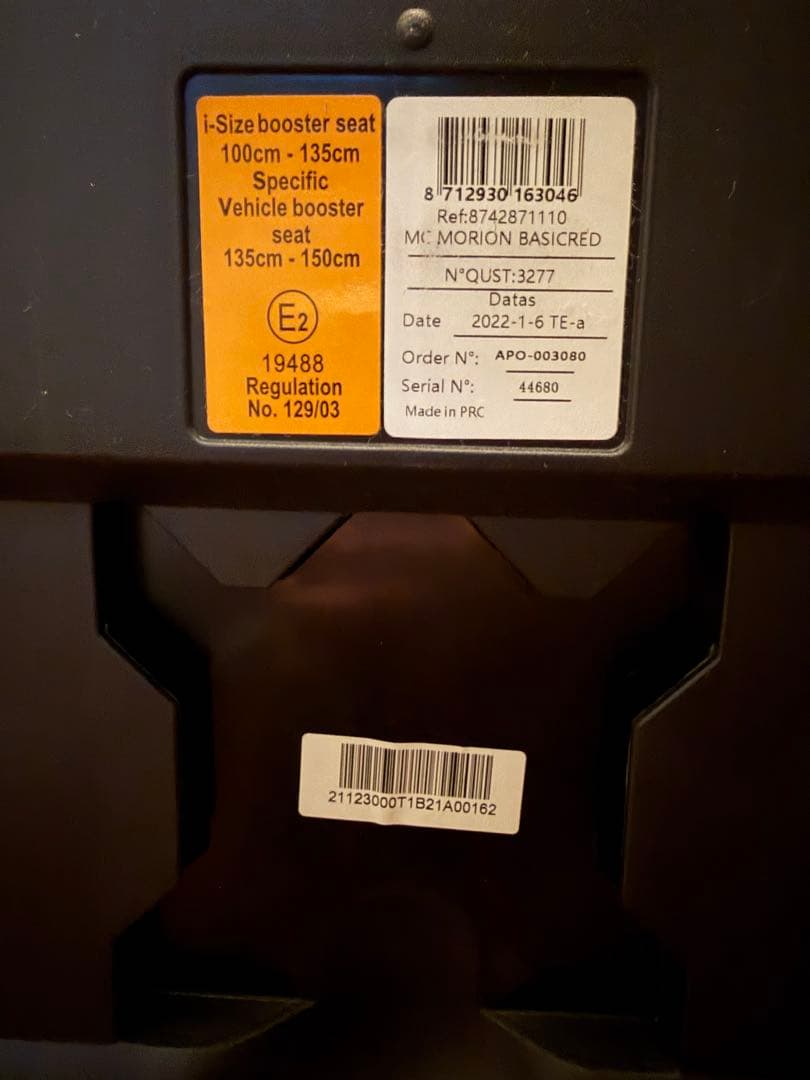 i-Size booster seat
100cm - 135cm
Specific
Vehicle booster
seat
135cm - 150cm
E2
19488
Regulation
No. 129/03
8 712930 163046
Ref:8742871110
MC MORION BASICRED
N°QUST:3277
Datas
Date 2022-1-6 TE-a
Order N°: APO-003080
Serial N°: 44680
Made in PRC
21123000T1B21A00162